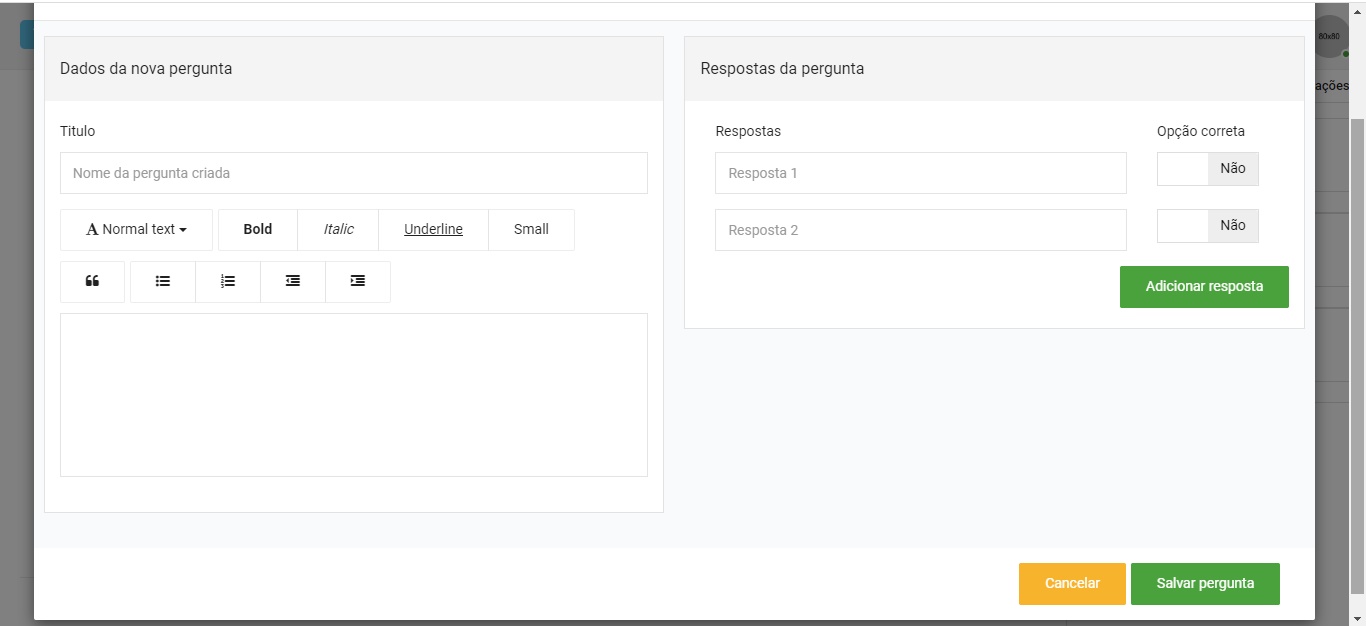 80x80
ações
Dados da nova pergunta
Titulo
Nome da pergunta criada
A Normal text
Bold
Italic
Underline
Small
Respostas da pergunta
Respostas
Opção correta
Resposta 1
Não
Resposta 2
Não
Adicionar resposta
Cancelar
Salvar pergunta